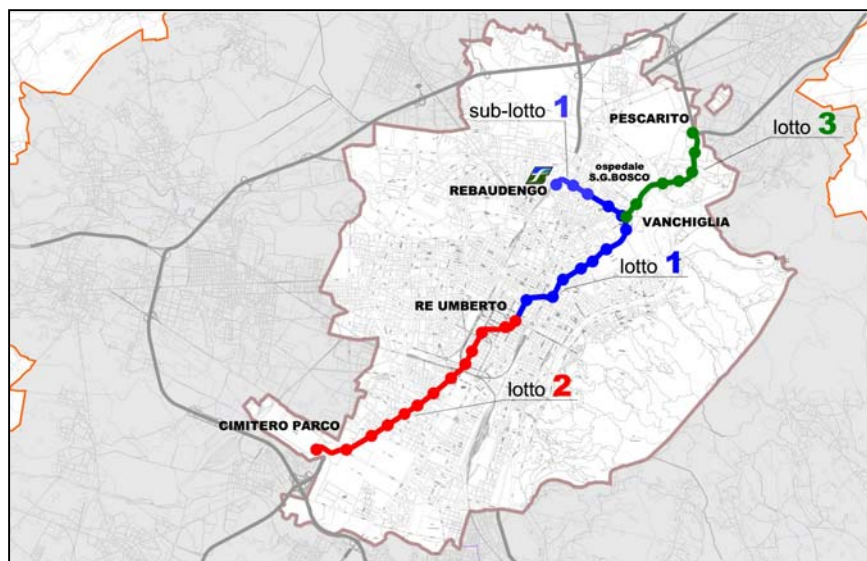 sub-lotto 1
PESCARITO
lotto 3
ospedale
S.G.BOSCO
REBAUDENGO
VANCHIGLIA
lotto 1
RE UMBERTO
lotto 2
CIMITERO PARCO